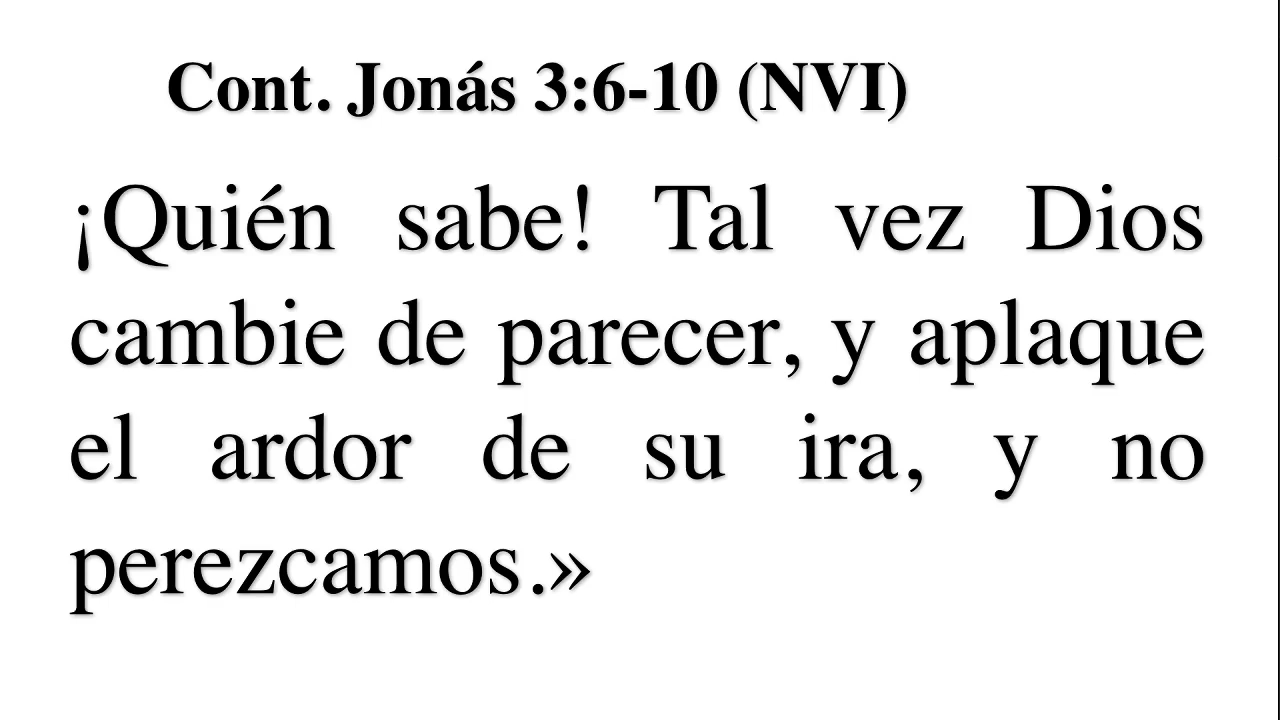 Cont. Jonás 3:6-10 (NVI)
¡Quién sabe! Tal vez Dios
cambie de parecer, y aplaque
el ardor de su ira, y no
perezcamos.»